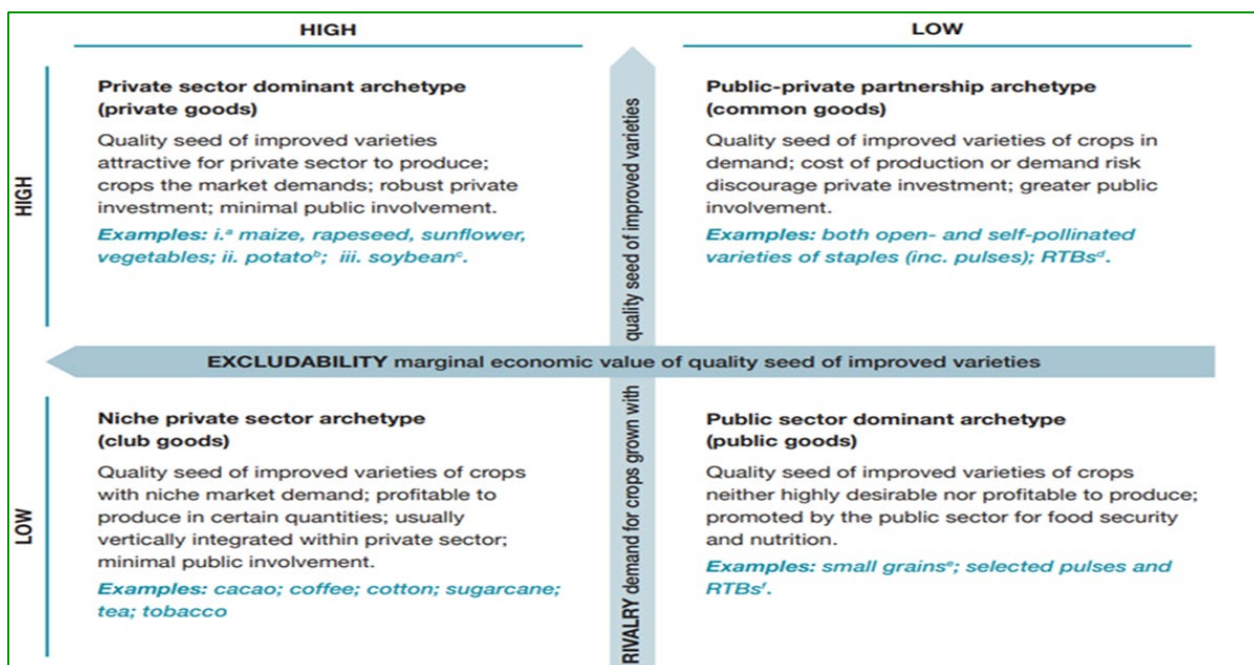 HIGH
LOW
HIGH
Private sector dominant archetype
(private goods)
Quality seed of improved varieties
attractive for private sector to produce;
crops the market demands; robust private
investment; minimal public involvement.
Examples: i.ᵃ maize, rapeseed, sunflower,
vegetables; ii. potatoᵇ; iii. soybeanᶜ.
Public-private partnership archetype
(common goods)
Quality seed of improved varieties of crops in
demand; cost of production or demand risk
discourage private investment; greater public
involvement.
Examples: both open- and self-pollinated
varieties of staples (inc. pulses); RTBsᵈ.
EXCLUDABILITY marginal economic value of quality seed of improved varieties
RIVALRY demand for crops grown with quality seed of improved varieties
LOW
Niche private sector archetype
(club goods)
Quality seed of improved varieties of crops
with niche market demand; profitable to
produce in certain quantities; usually
vertically integrated within private sector;
minimal public involvement.
Examples: cacao; coffee; cotton; sugarcane;
tea; tobacco
Public sector dominant archetype
(public goods)
Quality seed of improved varieties of crops
neither highly desirable nor profitable to produce;
promoted by the public sector for food security
and nutrition.
Examples: small grainsᵉ; selected pulses and
RTBsᶠ.